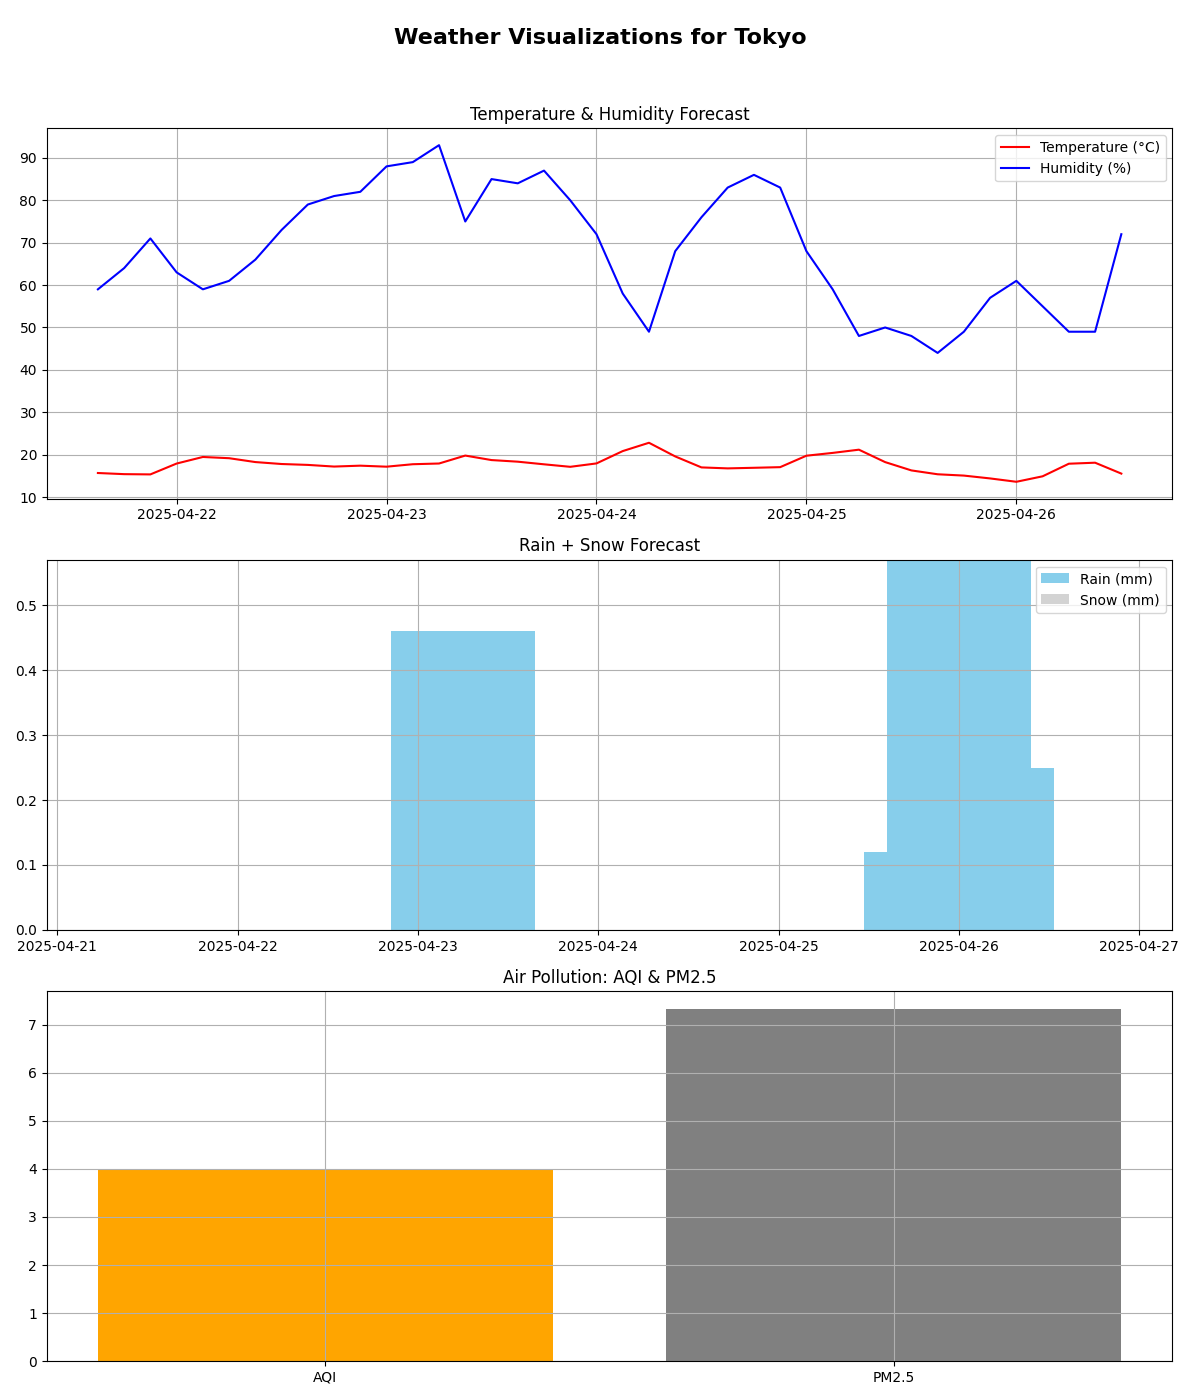 Weather Visualizations for Tokyo
Temperature & Humidity Forecast
Temperature (°C)
Humidity (%)
90
80
70
60
50
40
30
20
10
2025-04-22 2025-04-23 2025-04-24 2025-04-25 2025-04-26
Rain + Snow Forecast
Rain (mm)
Snow (mm)
0.5
0.4
0.3
0.2
0.1
0.0
2025-04-21 2025-04-22 2025-04-23 2025-04-24 2025-04-25 2025-04-26 2025-04-27
Air Pollution: AQI & PM2.5
7
6
5
4
3
2
1
0
AQI PM2.5